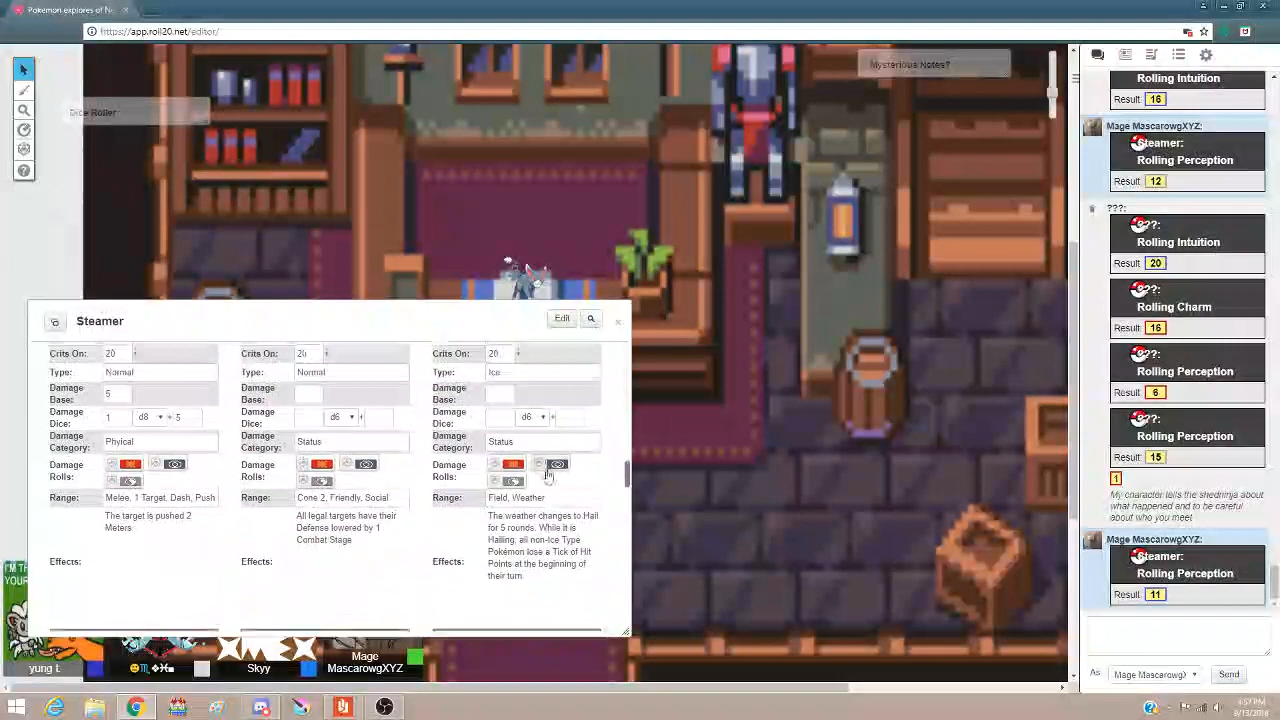 Pokemon explores of N
https://app.roll20.net/editor/
Dice Roller
Mysterious Notes?
Steamer
Edit
Crits On: 20
Type: Normal
Damage Base: 5
Damage Dice: 1 d8 + 5
Damage Category: Phyical
Damage Rolls:
Range: Melee, 1 Target, Dash, Push
The target is pushed 2
Meters
Effects:
Crits On: 20
Type: Normal
Damage Base:
Damage Dice: d6 +
Damage Category: Status
Damage Rolls:
Range: Cone 2, Friendly, Social
All legal targets have their
Defense lowered by 1
Combat Stage
Effects:
Crits On: 20
Type: Ice
Damage Base:
Damage Dice: d6 +
Damage Category: Status
Damage Rolls:
Range: Field, Weather
The weather changes to Hail
for 5 rounds. While it is
Hailing, all non-Ice Type
Pokémon lose a Tick of Hit
Points at the beginning of
their turn
Effects:
yung i.
Skyy
Mage
MascarowgXYZ
Rolling Intuition
Result 16
Mage MascarowgXYZ:
Steamer:
Rolling Perception
Result 12
???:
Rolling Intuition
Result 20
Rolling Charm
Result 16
Rolling Perception
Result 6
Rolling Perception
Result 15
1
My character tells the shedninja about
what happened and to be careful
about who you meet
Mage MascarowgXYZ:
Steamer:
Rolling Perception
Result 11
As
Send
4:57 PM
8/13/2018